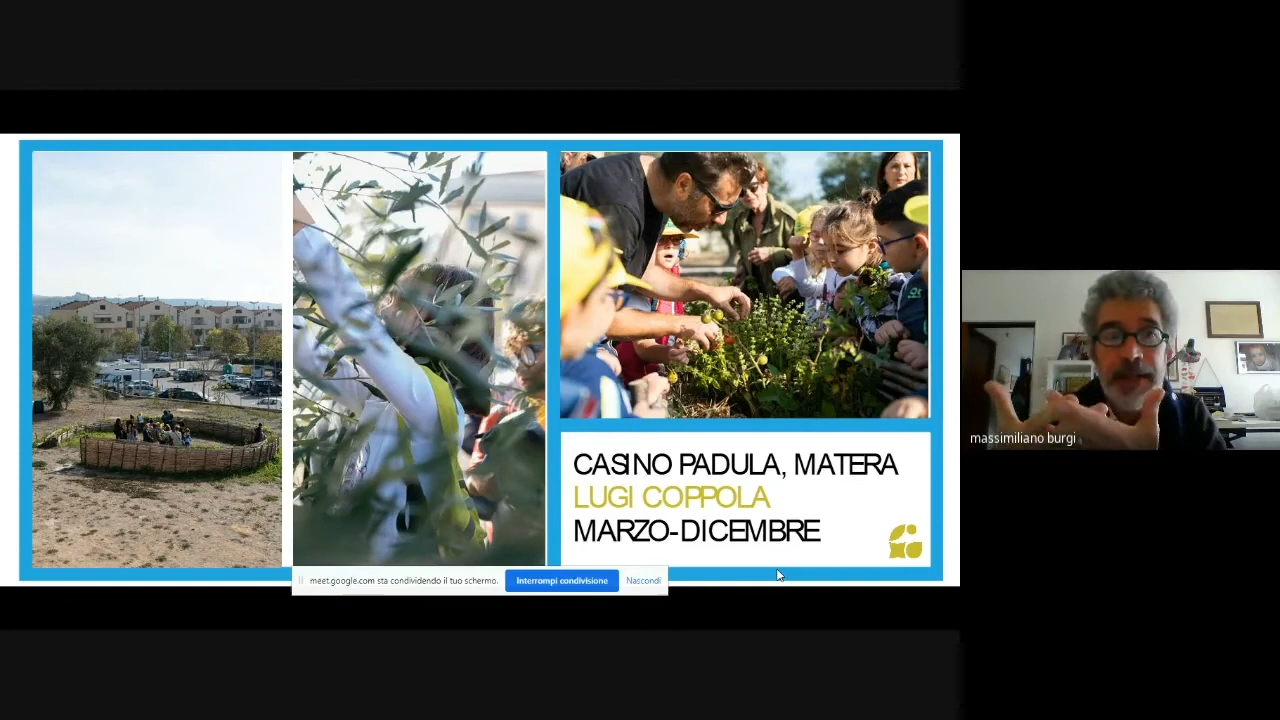 CASINO PADULA, MATERA
LUGI COPPOLA
MARZO-DICEMBRE
meet.google.com sta condividendo il tuo schermo.
Interrompi condivisione
Nascondi
massimiliano burgi